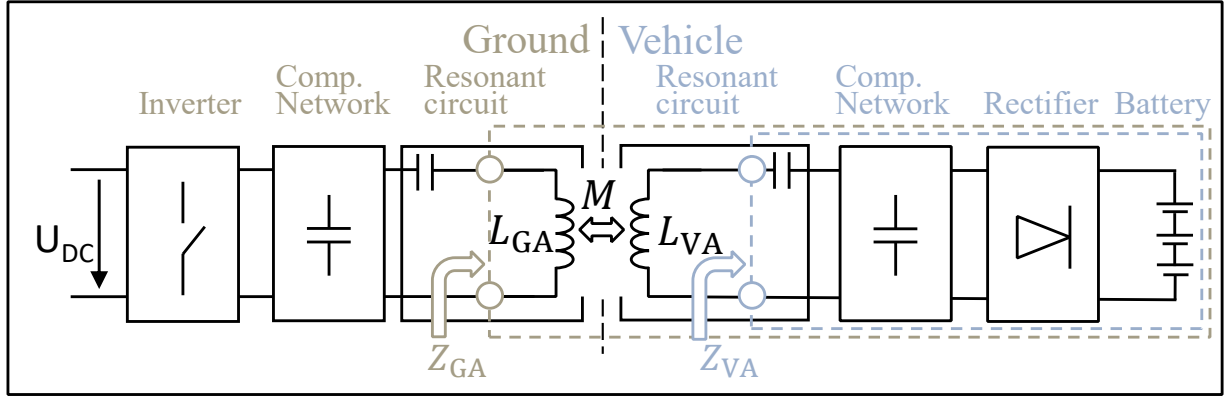 Ground Vehicle
Comp. Resonant Resonant Comp.
Inverter Network circuit circuit Network Rectifier Battery
M
U_DC L_GA L_VA
Z_GA Z_VA